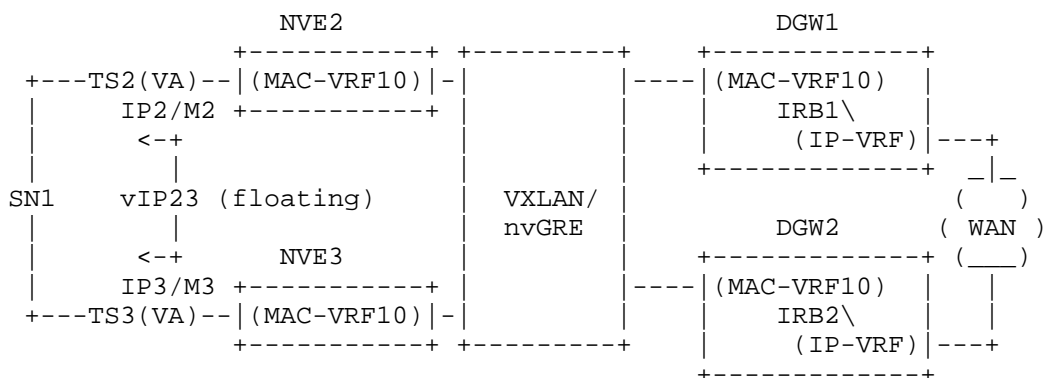 NVE2                           DGW1
                  +-----------+ +---------+    +-------------+
     +---TS2(VA)--|(MAC-VRF10)|-|         |----|(MAC-VRF10)  |
     |     IP2/M2 +-----------+ |         |    |    IRB1\    |
     |      <-+                 |         |    |     (IP-VRF)|---+
     |        |                 |         |    +-------------+  _|_
    SN1    vIP23 (floating)     |  VXLAN/ |                    (   )
     |        |                 |  nvGRE  |         DGW2      ( WAN )
     |      <-+      NVE3       |         |    +-------------+ (___)
     |     IP3/M3 +-----------+ |         |----|(MAC-VRF10)  |   |
     +---TS3(VA)--|(MAC-VRF10)|-|         |    |    IRB2\    |   |
                  +-----------+ +---------+    |     (IP-VRF)|---+
                                               +-------------+